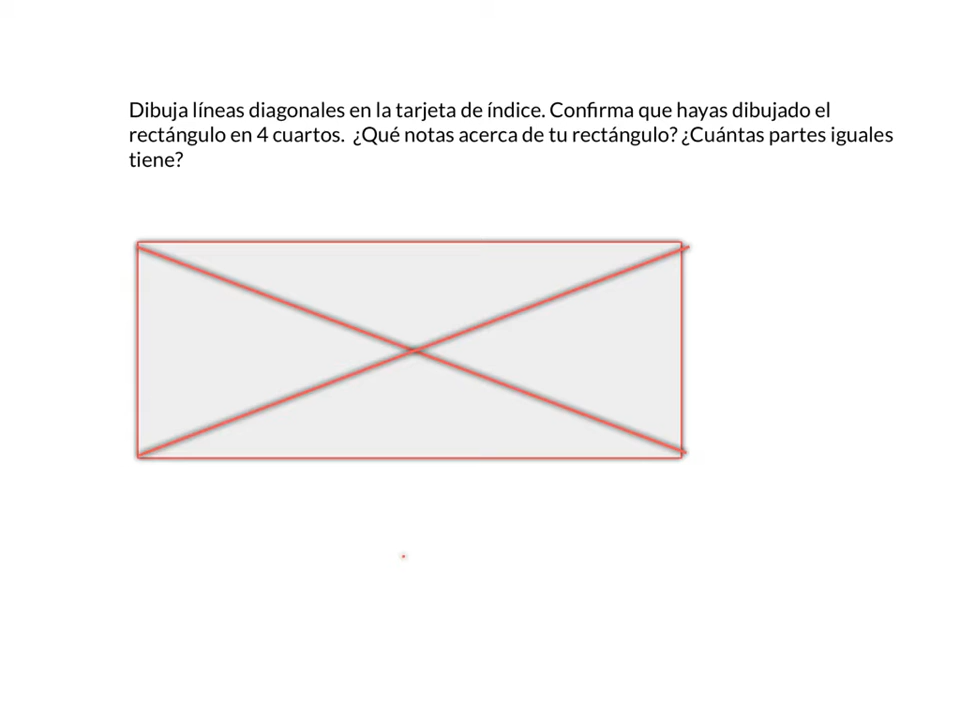 Dibuja líneas diagonales en la tarjeta de índice. Confirma que hayas dibujado el
rectángulo en 4 cuartos.  ¿Qué notas acerca de tu rectángulo? ¿Cuántas partes iguales
tiene?